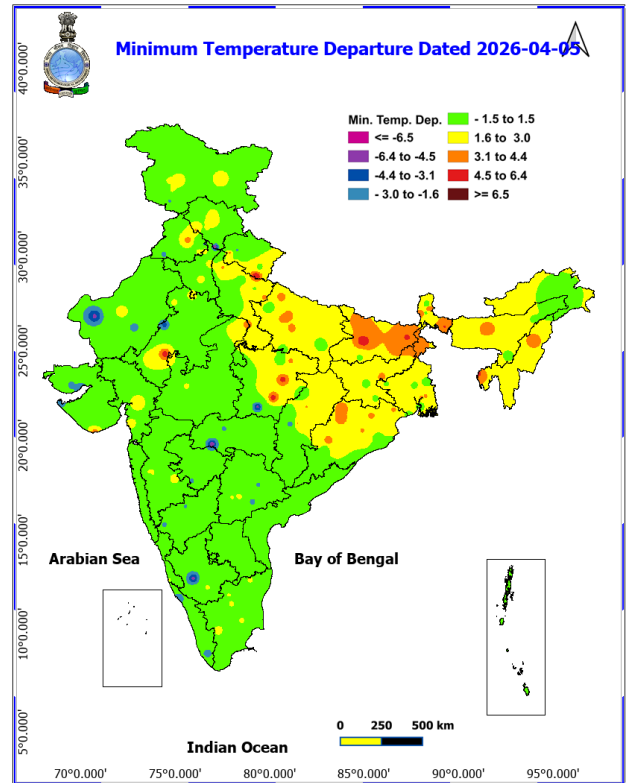 Minimum Temperature Departure Dated 2026-04-05
Min. Temp. Dep.
<= -6.5
-6.4 to -4.5
-4.4 to -3.1
- 3.0 to -1.6
- 1.5 to 1.5
1.6 to 3.0
3.1 to 4.4
4.5 to 6.4
>= 6.5
40°0.000'
35°0.000'
30°0.000'
25°0.000'
20°0.000'
15°0.000'
10°0.000'
5°0.000'
Arabian Sea
Bay of Bengal
Indian Ocean
0 250 500 km
70°0.000' 75°0.000' 80°0.000' 85°0.000' 90°0.000' 95°0.000'